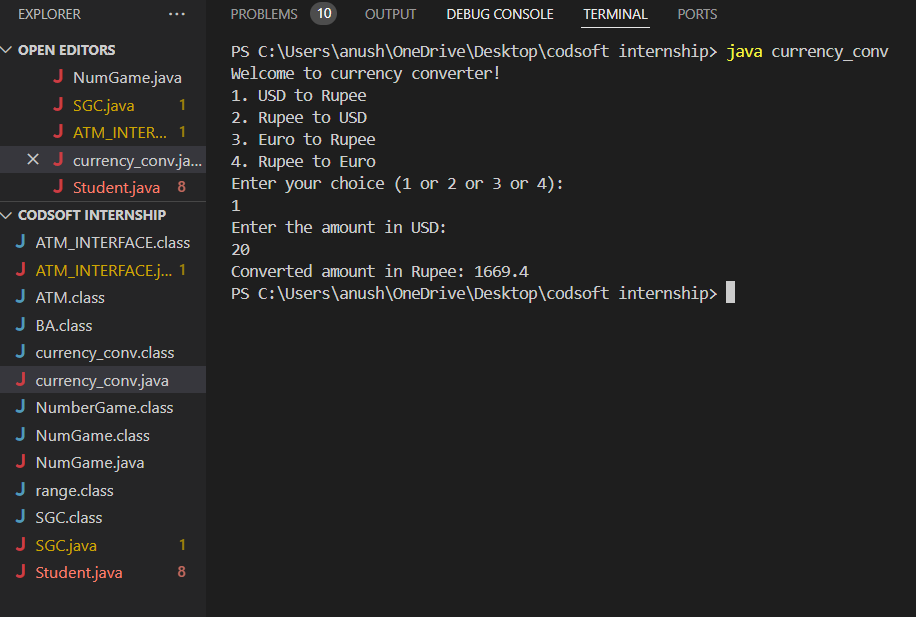 EXPLORER ...
OPEN EDITORS
J NumGame.java
J SGC.java 1
J ATM_INTER... 1
× J currency_conv.ja...
J Student.java 8
CODSOFT INTERNSHIP
J ATM_INTERFACE.class
J ATM_INTERFACE.j... 1
J ATM.class
J BA.class
J currency_conv.class
J currency_conv.java
J NumberGame.class
J NumGame.class
J NumGame.java
J range.class
J SGC.class
J SGC.java 1
J Student.java 8
PROBLEMS 10 OUTPUT DEBUG CONSOLE TERMINAL PORTS
PS C:\Users\anush\OneDrive\Desktop\codsoft internship> java currency_conv
Welcome to currency converter!
1. USD to Rupee
2. Rupee to USD
3. Euro to Rupee
4. Rupee to Euro
Enter your choice (1 or 2 or 3 or 4):
1
Enter the amount in USD:
20
Converted amount in Rupee: 1669.4
PS C:\Users\anush\OneDrive\Desktop\codsoft internship>